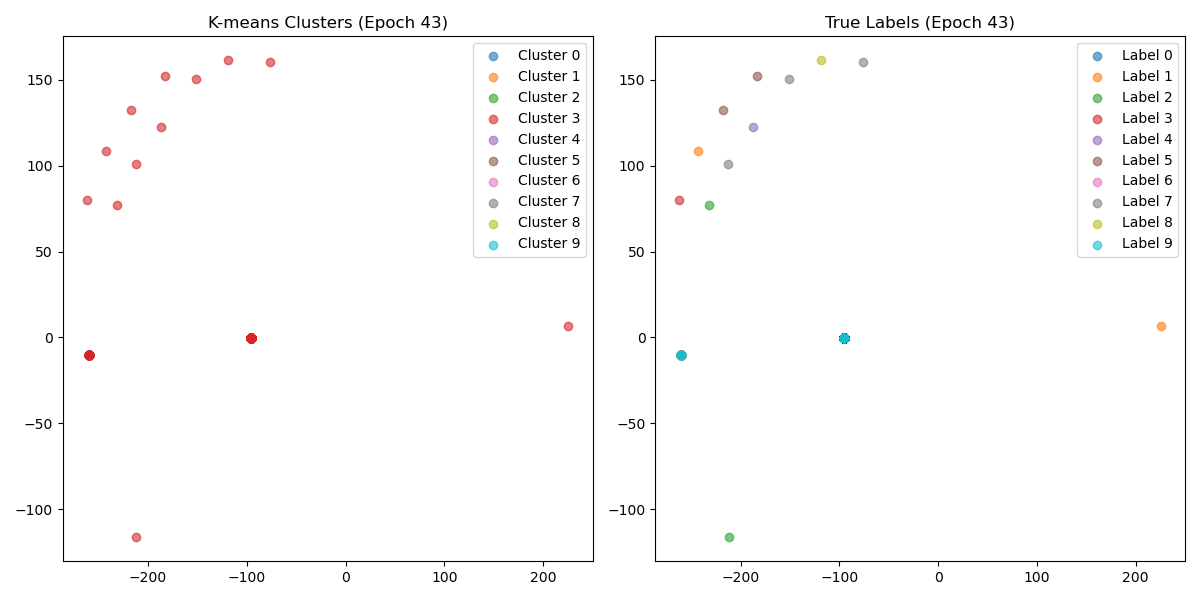 K-means Clusters (Epoch 43)
Cluster 0
Cluster 1
Cluster 2
Cluster 3
Cluster 4
Cluster 5
Cluster 6
Cluster 7
Cluster 8
Cluster 9
150
100
50
0
−50
−100
−200
−100
0
100
200
True Labels (Epoch 43)
Label 0
Label 1
Label 2
Label 3
Label 4
Label 5
Label 6
Label 7
Label 8
Label 9
150
100
50
0
−50
−100
−200
−100
0
100
200